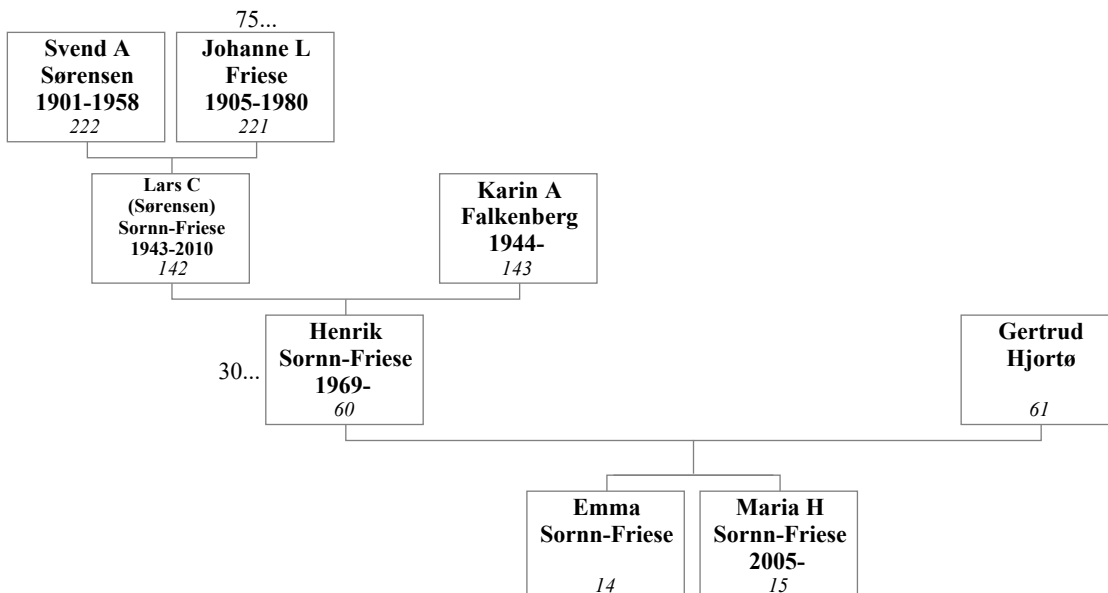 75...
Svend A
Sørensen
1901-1958
222
Johanne L
Friese
1905-1980
221
Lars C
(Sørensen)
Sornn-Friese
1943-2010
142
Karin A
Falkenberg
1944-
143
30...
Henrik
Sornn-Friese
1969-
60
Gertrud
Hjortø
61
Emma
Sornn-Friese
14
Maria H
Sornn-Friese
2005-
15